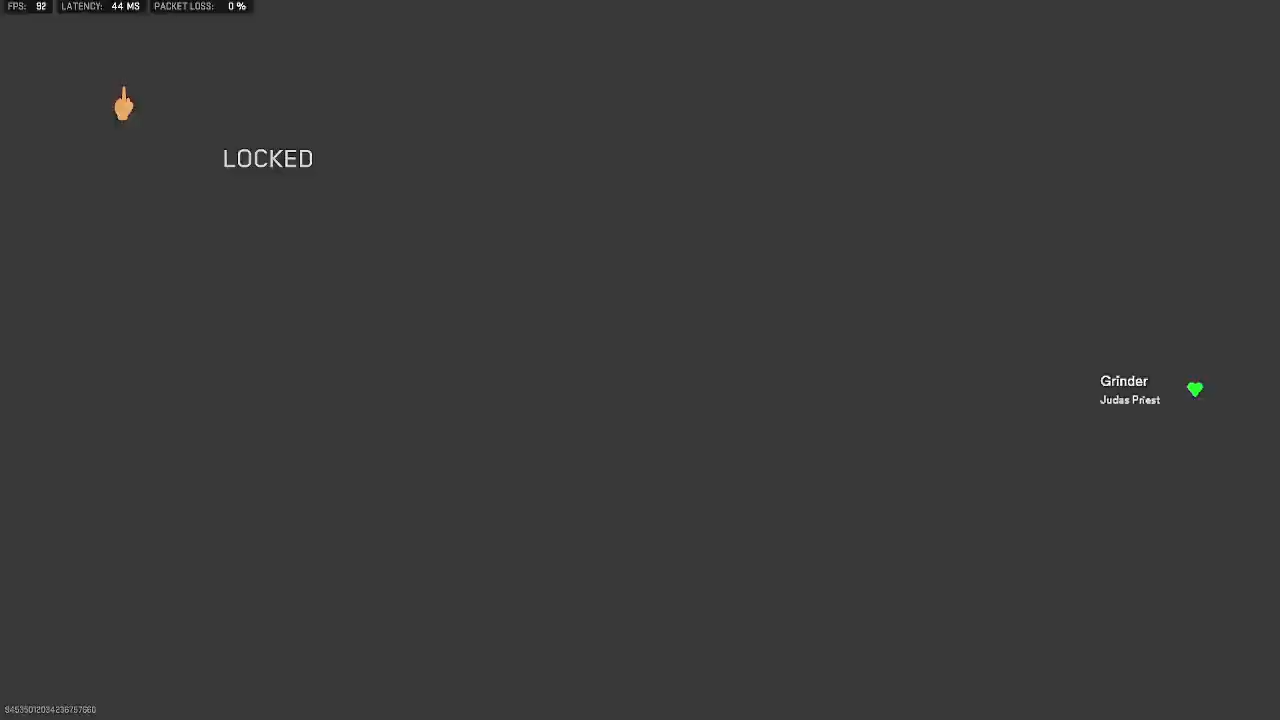 FPS: 92 LATENCY: 44 MS PACKET LOSS: 0 %
LOCKED
Grinder
Judas Priest